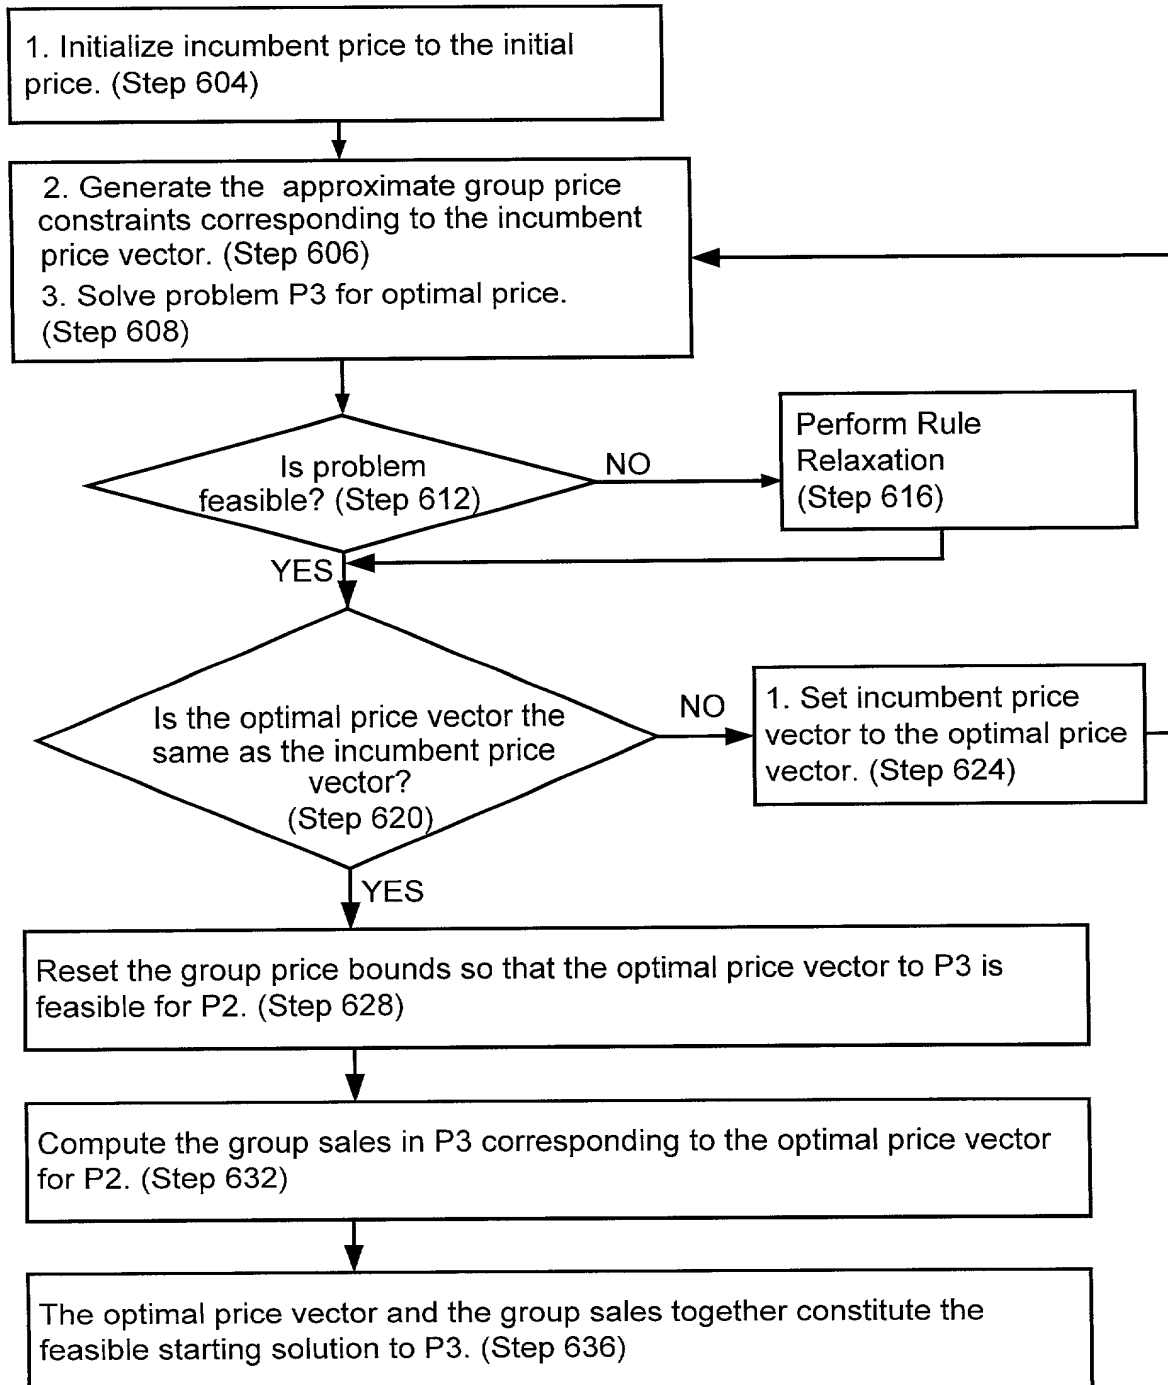 1. Initialize incumbent price to the initial
price. (Step 604)
2. Generate the approximate group price
constraints corresponding to the incumbent
price vector. (Step 606)
3. Solve problem P3 for optimal price.
(Step 608)
Is problem
feasible? (Step 612)
NO
Perform Rule
Relaxation
(Step 616)
YES
Is the optimal price vector the
same as the incumbent price
vector?
(Step 620)
NO
1. Set incumbent price
vector to the optimal price
vector. (Step 624)
YES
Reset the group price bounds so that the optimal price vector to P3 is
feasible for P2. (Step 628)
Compute the group sales in P3 corresponding to the optimal price vector
for P2. (Step 632)
The optimal price vector and the group sales together constitute the
feasible starting solution to P3. (Step 636)